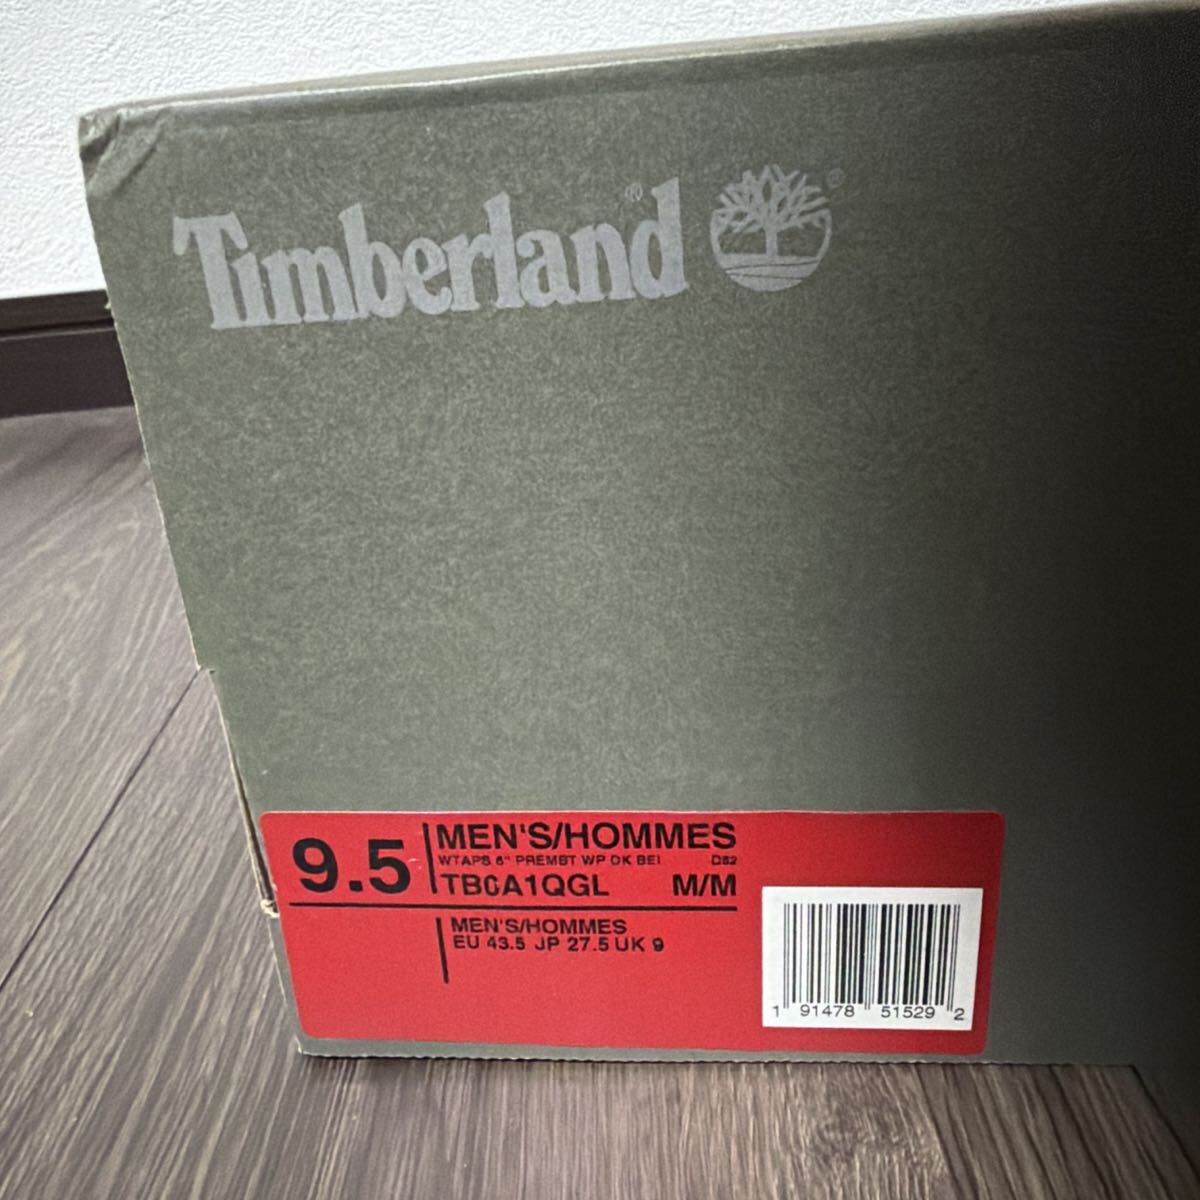 Timberland®
®
9.5
MEN'S/HOMMES
WTAPS 6" PREMBT WP DK BEI D82
TB0A1QGL M/M
MEN'S/HOMMES
EU 43.5 JP 27.5 UK 9
1 91478 51529 2